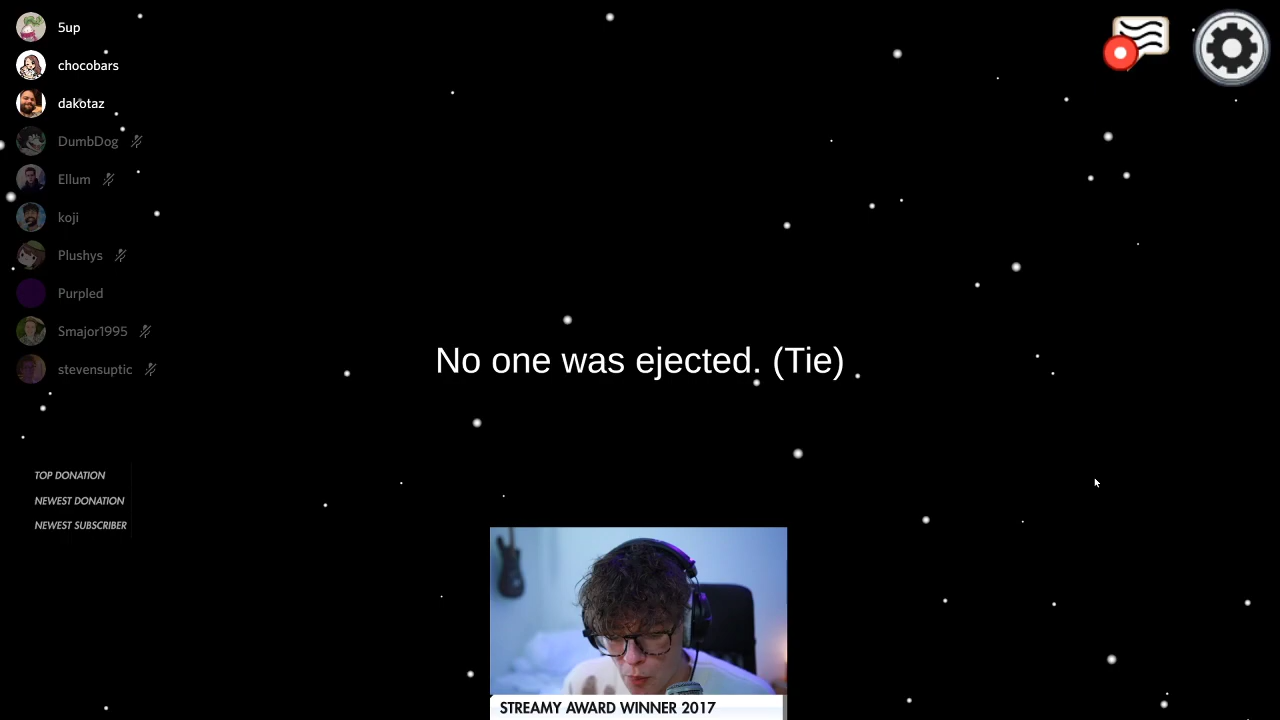 5up
chocobars
dakotaz
DumbDog
Ellum
koji
Plushys
Purpled
Smajor1995
stevensuptic
No one was ejected. (Tie)
TOP DONATION
NEWEST DONATION
NEWEST SUBSCRIBER
STREAMY AWARD WINNER 2017